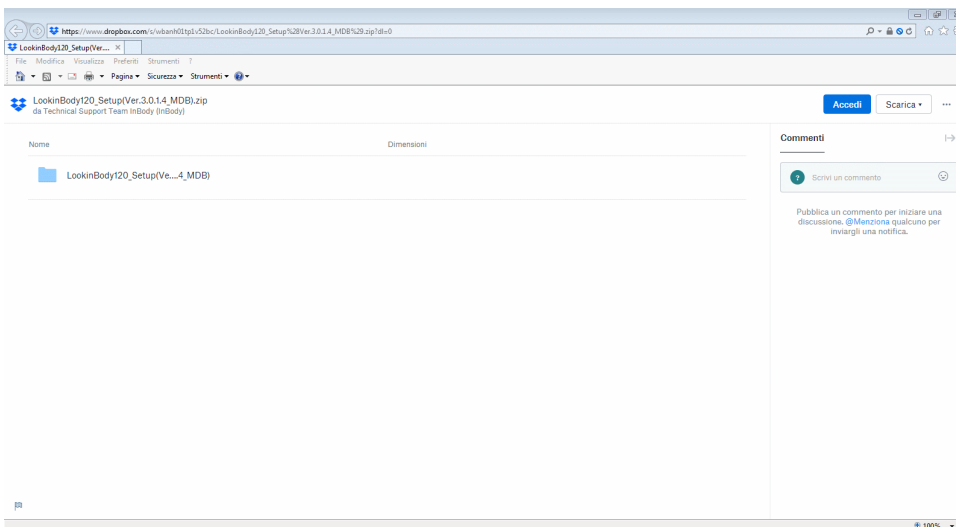 https://www.dropbox.com/s/wbanh01tp1v52bc/LookinBody120_Setup%28Ver.3.0.1.4_MDB%29.zip?dl=0
LookinBody120_Setup(Ver....
File Modifica Visualizza Preferiti Strumenti ?
Pagina Sicurezza Strumenti
LookinBody120_Setup(Ver.3.0.1.4_MDB).zip
da Technical Support Team InBody (InBody)
Accedi
Scarica
Nome
Dimensioni
LookinBody120_Setup(Ve....4_MDB)
Commenti
?
Scrivi un commento
Pubblica un commento per iniziare una
discussione. @Menziona qualcuno per
inviargli una notifica.
100%